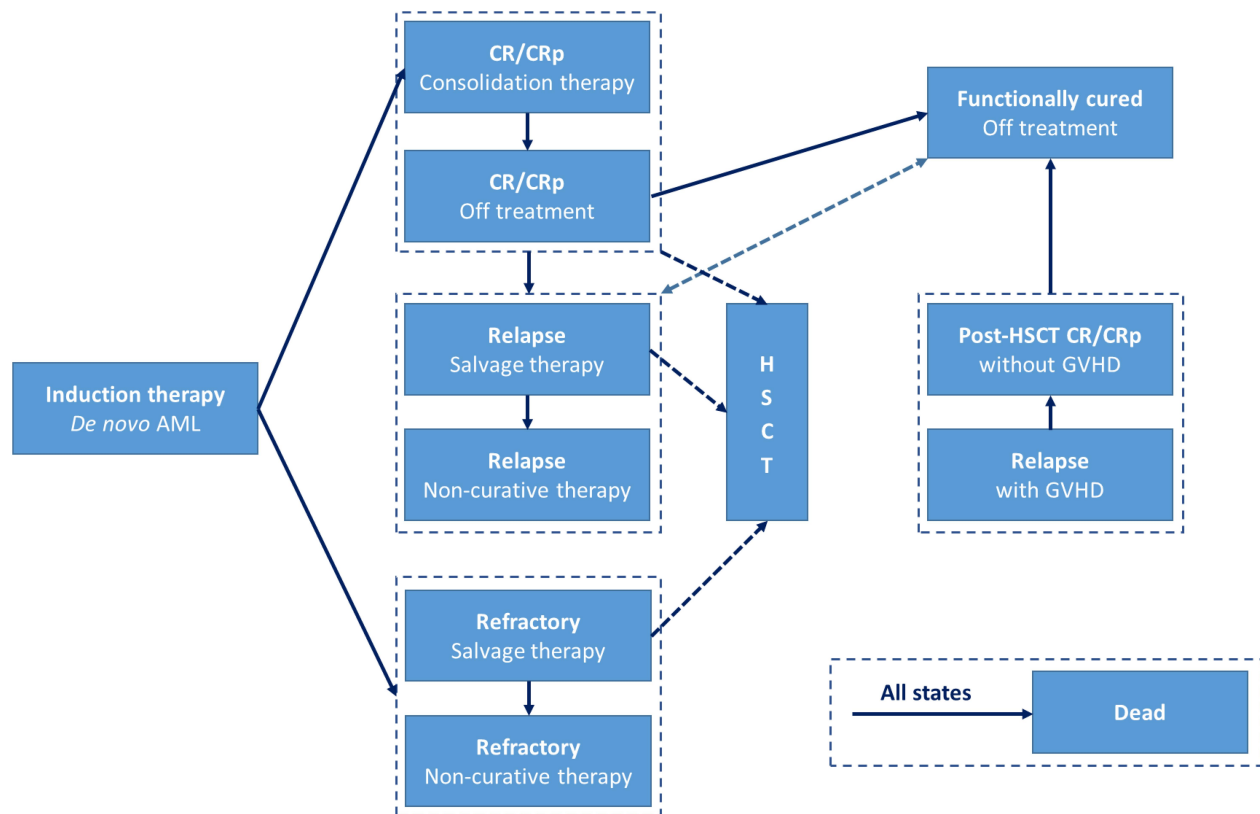 CR/CRp
Consolidation therapy
CR/CRp
Off treatment
Functionally cured
Off treatment
Induction therapy
De novo AML
Relapse
Salvage therapy
Relapse
Non-curative therapy
H
S
C
T
Post-HSCT CR/CRp
without GVHD
Relapse
with GVHD
Refractory
Salvage therapy
Refractory
Non-curative therapy
All states
Dead